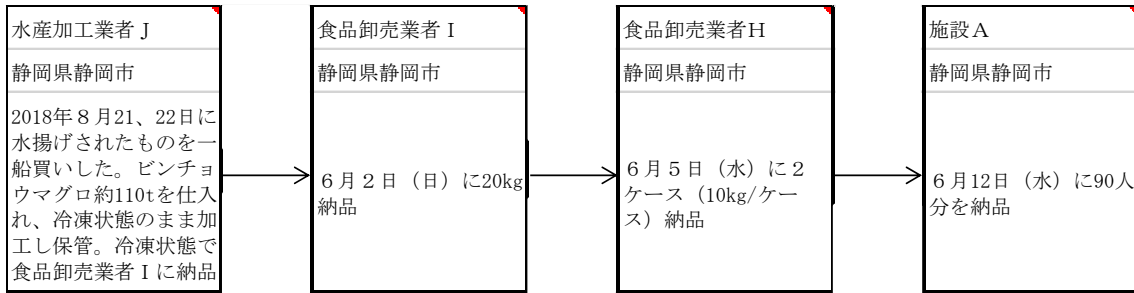 水産加工業者Ｊ
静岡県静岡市
2018年８月21、22日に
水揚げされたものを一
船買いした。ビンチョ
ウマグロ約110tを仕入
れ、冷凍状態のまま加
工し保管。冷凍状態で
食品卸売業者Ｉに納品
食品卸売業者Ｉ
静岡県静岡市
６月２日（日）に20kg
納品
食品卸売業者Ｈ
静岡県静岡市
６月５日（水）に２
ケース（10kg/ケー
ス）納品
施設Ａ
静岡県静岡市
６月12日（水）に90人
分を納品